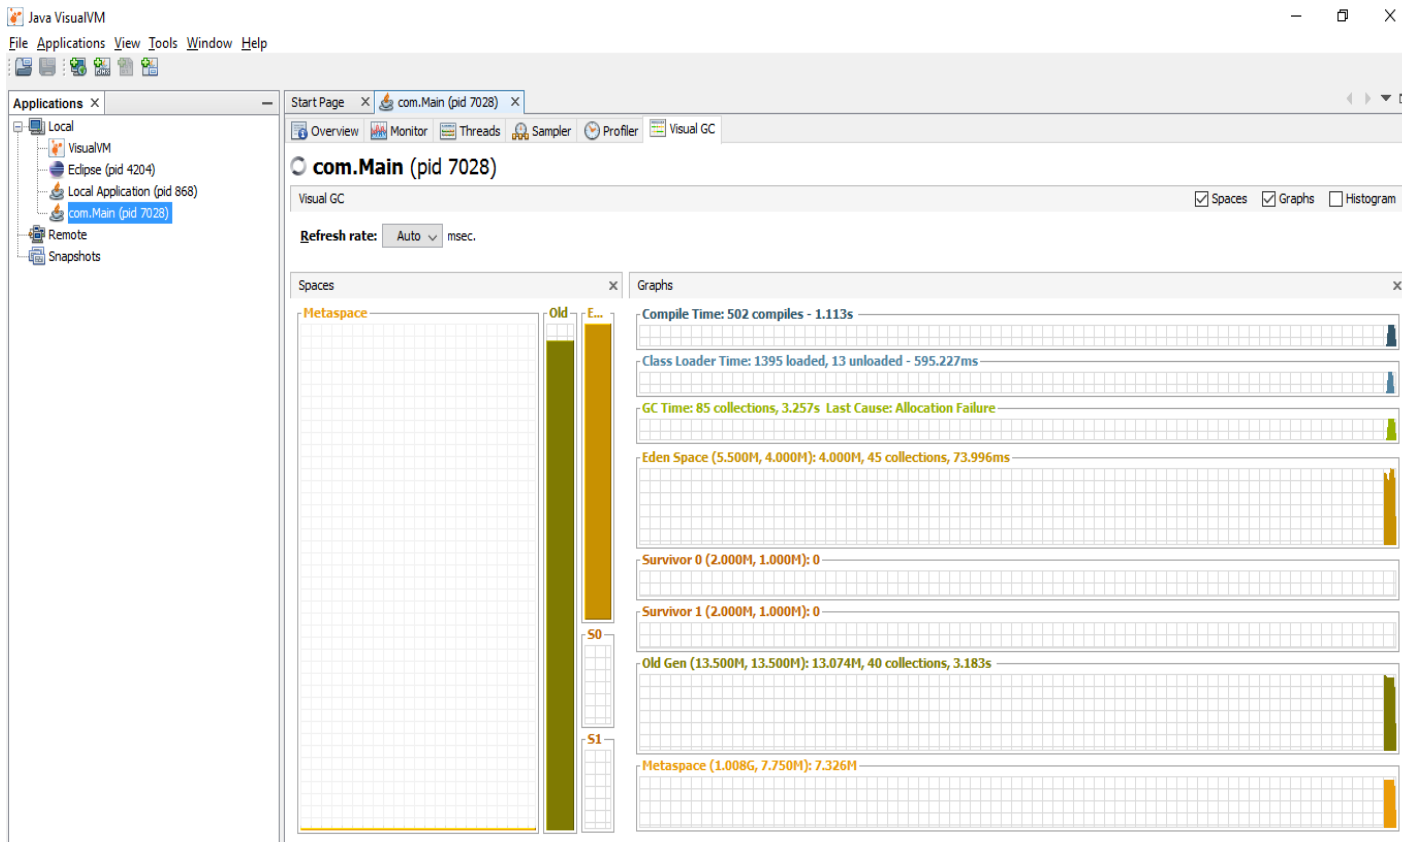 Java VisualVM
File Applications View Tools Window Help
Applications
Local
VisualVM
Eclipse (pid 4204)
Local Application (pid 868)
com.Main (pid 7028)
Remote
Snapshots
Start Page com.Main (pid 7028)
Overview Monitor Threads Sampler Profiler Visual GC
com.Main (pid 7028)
Visual GC Spaces Graphs Histogram
Refresh rate: Auto msec.
Spaces
Metaspace Old E...
S0
S1
Graphs
Compile Time: 502 compiles - 1.113s
Class Loader Time: 1395 loaded, 13 unloaded - 595.227ms
GC Time: 85 collections, 3.257s Last Cause: Allocation Failure
Eden Space (5.500M, 4.000M): 4.000M, 45 collections, 73.996ms
Survivor 0 (2.000M, 1.000M): 0
Survivor 1 (2.000M, 1.000M): 0
Old Gen (13.500M, 13.500M): 13.074M, 40 collections, 3.183s
Metaspace (1.008G, 7.750M): 7.326M